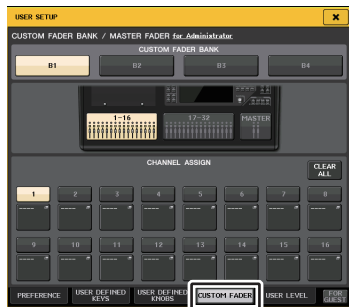 USER SETUP
CUSTOM FADER BANK / MASTER FADER for Administrator
CUSTOM FADER BANK
B1 B2 B3 B4
1-16 17-32 MASTER
CHANNEL ASSIGN
CLEAR ALL
1 2 3 4 5 6 7 8
---- ---- ---- ---- ---- ---- ---- ----
9 10 11 12 13 14 15 16
---- ---- ---- ---- ---- ---- ---- ----
PREFERENCE USER DEFINED KEYS USER DEFINED KNOBS CUSTOM FADER USER LEVEL FOR GUEST